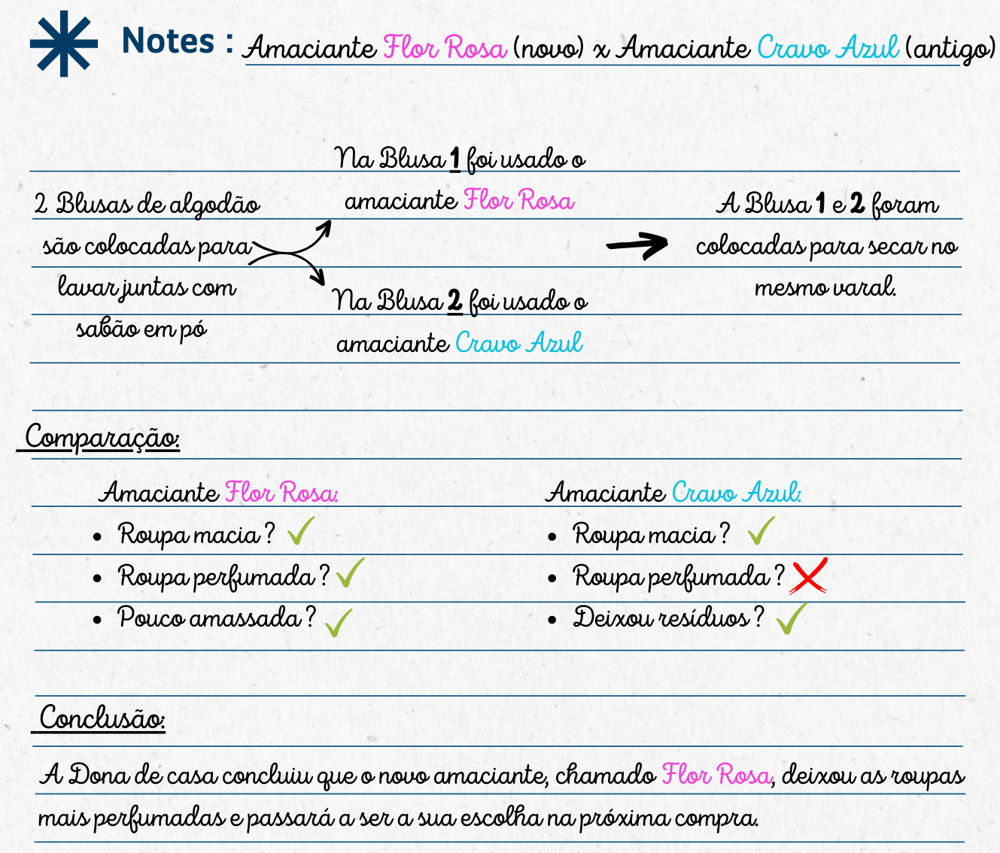 Notes : Amaciante Flor Rosa (novo) x Amaciante Cravo Azul (antigo)
2 Blusas de algodão
são colocadas para
lavar juntas com
sabão em pó
Na Blusa 1 foi usado o
amaciante Flor Rosa
Na Blusa 2 foi usado o
amaciante Cravo Azul
A Blusa 1 e 2 foram
colocadas para secar no
mesmo varal.
Comparação:
Amaciante Flor Rosa:
• Roupa macia ?
• Roupa perfumada ?
• Pouco amassada ?
Amaciante Cravo Azul:
• Roupa macia ?
• Roupa perfumada ?
• Deixou resíduos ?
Conclusão:
A Dona de casa concluiu que o novo amaciante, chamado Flor Rosa, deixou as roupas
mais perfumadas e passará a ser a sua escolha na próxima compra.